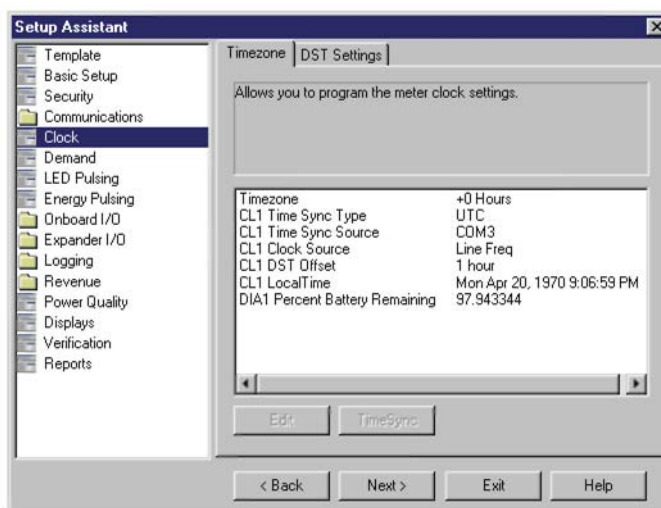 Setup Assistant
Template
Basic Setup
Security
Communications
Clock
Demand
LED Pulsing
Energy Pulsing
Onboard I/O
Expander I/O
Logging
Revenue
Power Quality
Displays
Verification
Reports
Timezone DST Settings
Allows you to program the meter clock settings.
Timezone +0 Hours
CL1 Time Sync Type UTC
CL1 Time Sync Source COM3
CL1 Clock Source Line Freq
CL1 DST Offset 1 hour
CL1 LocalTime Mon Apr 20, 1970 9:06:59 PM
DIA1 Percent Battery Remaining 97.943344
Edit TimeSync
< Back Next > Exit Help